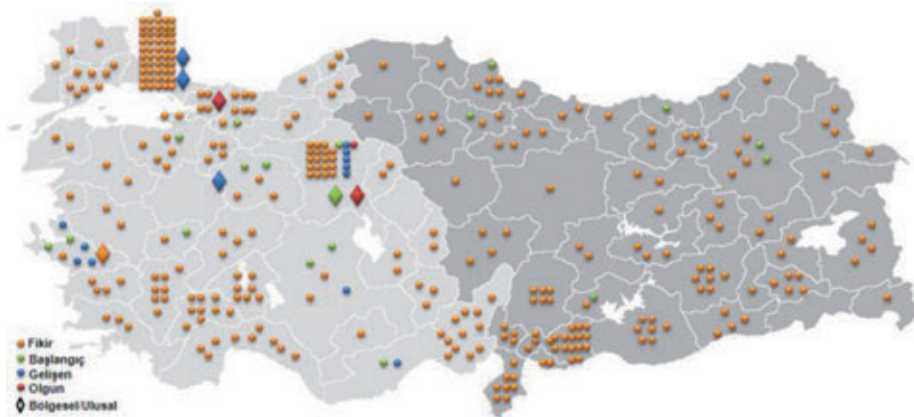 Fikir
Başlangıç
Gelişen
Olgun
Bölgesel/Ulusal